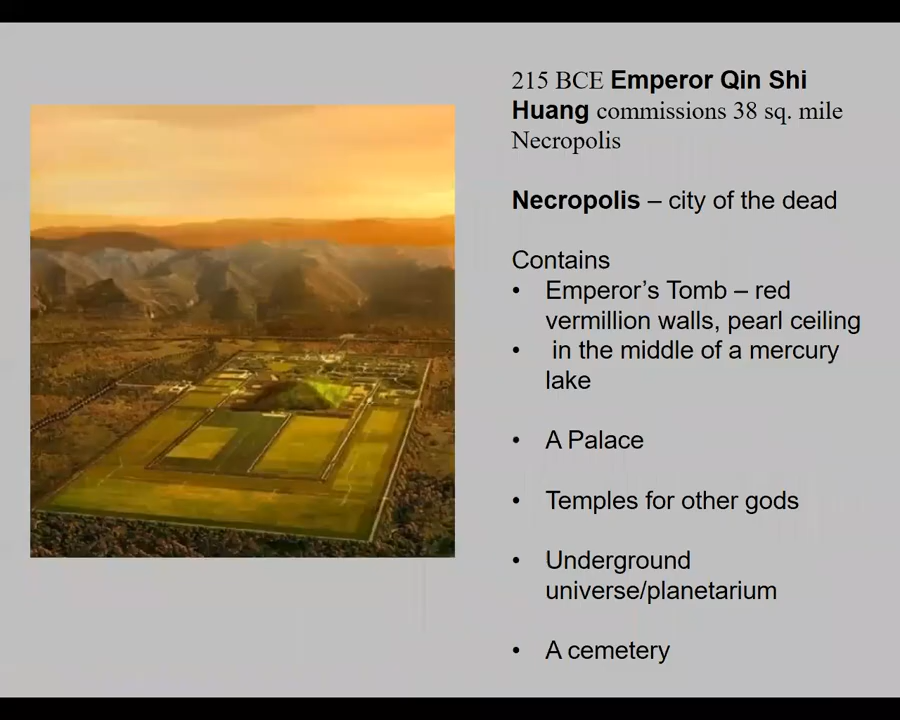 215 BCE Emperor Qin Shi
Huang commissions 38 sq. mile
Necropolis
Necropolis – city of the dead
Contains
• Emperor’s Tomb – red
vermillion walls, pearl ceiling
• in the middle of a mercury
lake
• A Palace
• Temples for other gods
• Underground
universe/planetarium
• A cemetery